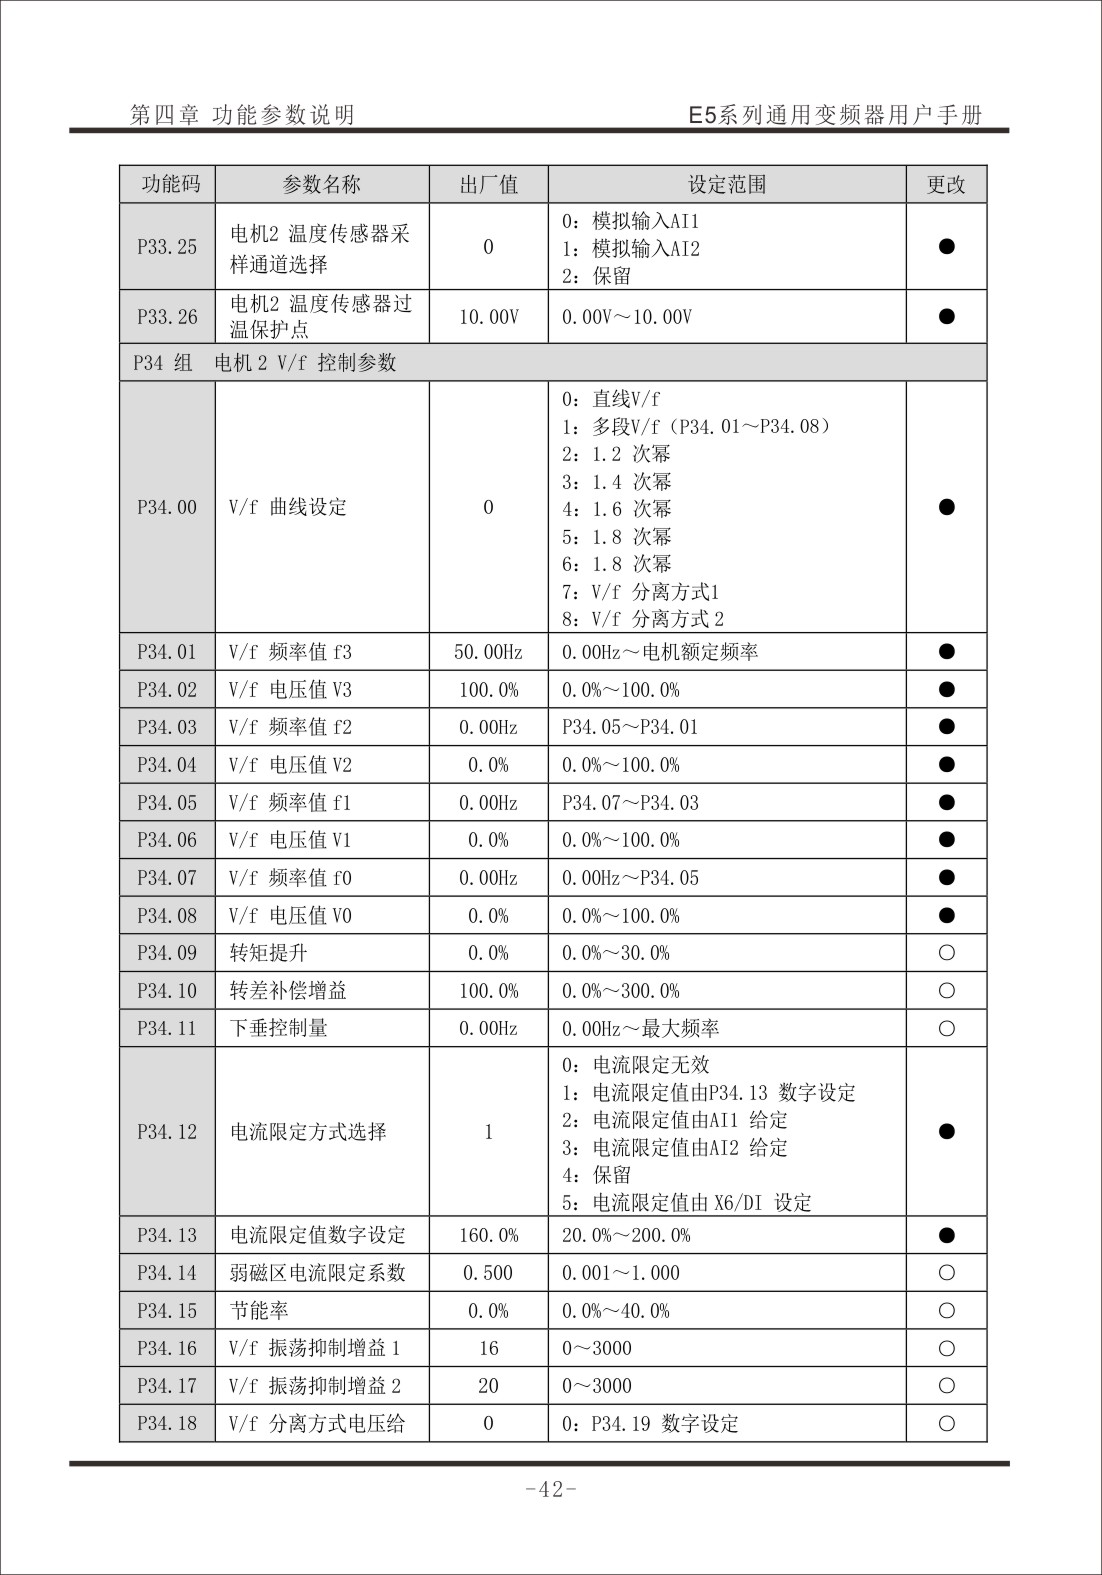 第四章 功能参数说明 E5系列通用变频器用户手册
功能码 参数名称 出厂值 设定范围 更改
P33.25 电机2 温度传感器采样通道选择 0 0: 模拟输入AI1
1: 模拟输入AI2
2: 保留 ●
P33.26 电机2 温度传感器过温保护点 10.00V 0.00V～10.00V ●
P34 组 电机 2 V/f 控制参数
P34.00 V/f 曲线设定 0 0: 直线V/f
1: 多段V/f（P34.01～P34.08）
2: 1.2 次幂
3: 1.4 次幂
4: 1.6 次幂
5: 1.8 次幂
6: 1.8 次幂
7: V/f 分离方式1
8: V/f 分离方式 2 ●
P34.01 V/f 频率值 f3 50.00Hz 0.00Hz～电机额定频率 ●
P34.02 V/f 电压值 V3 100.0% 0.0%～100.0% ●
P34.03 V/f 频率值 f2 0.00Hz P34.05～P34.01 ●
P34.04 V/f 电压值 V2 0.0% 0.0%～100.0% ●
P34.05 V/f 频率值 f1 0.00Hz P34.07～P34.03 ●
P34.06 V/f 电压值 V1 0.0% 0.0%～100.0% ●
P34.07 V/f 频率值 f0 0.00Hz 0.00Hz～P34.05 ●
P34.08 V/f 电压值 V0 0.0% 0.0%～100.0% ●
P34.09 转矩提升 0.0% 0.0%～30.0% ○
P34.10 转差补偿增益 100.0% 0.0%～300.0% ○
P34.11 下垂控制量 0.00Hz 0.00Hz～最大频率 ○
P34.12 电流限定方式选择 1 0: 电流限定无效
1: 电流限定值由P34.13 数字设定
2: 电流限定值由AI1 给定
3: 电流限定值由AI2 给定
4: 保留
5: 电流限定值由 X6/DI 设定 ●
P34.13 电流限定值数字设定 160.0% 20.0%～200.0% ●
P34.14 弱磁区电流限定系数 0.500 0.001～1.000 ○
P34.15 节能率 0.0% 0.0%～40.0% ○
P34.16 V/f 振荡抑制增益 1 16 0～3000 ○
P34.17 V/f 振荡抑制增益 2 20 0～3000 ○
P34.18 V/f 分离方式电压给 0 0: P34.19 数字设定 ○
-42-